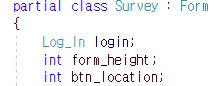 partial class Survey : Form
{
Log_In login;
int form_height;
int btn_location;